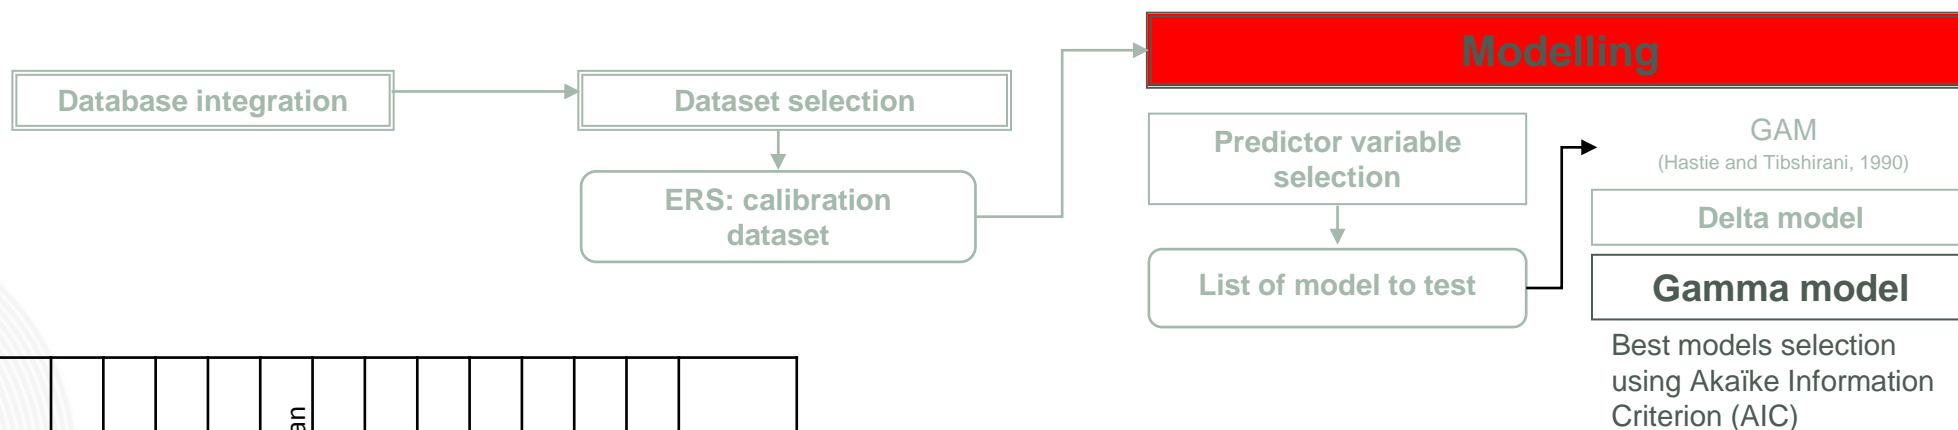 Database integration
Dataset selection
ERS: calibration
dataset
Modelling
Predictor variable
selection
List of model to test
GAM
(Hastie and Tibshirani, 1990)
Delta model
Gamma model
Best models selection
using Akaïke Information
Criterion (AIC)